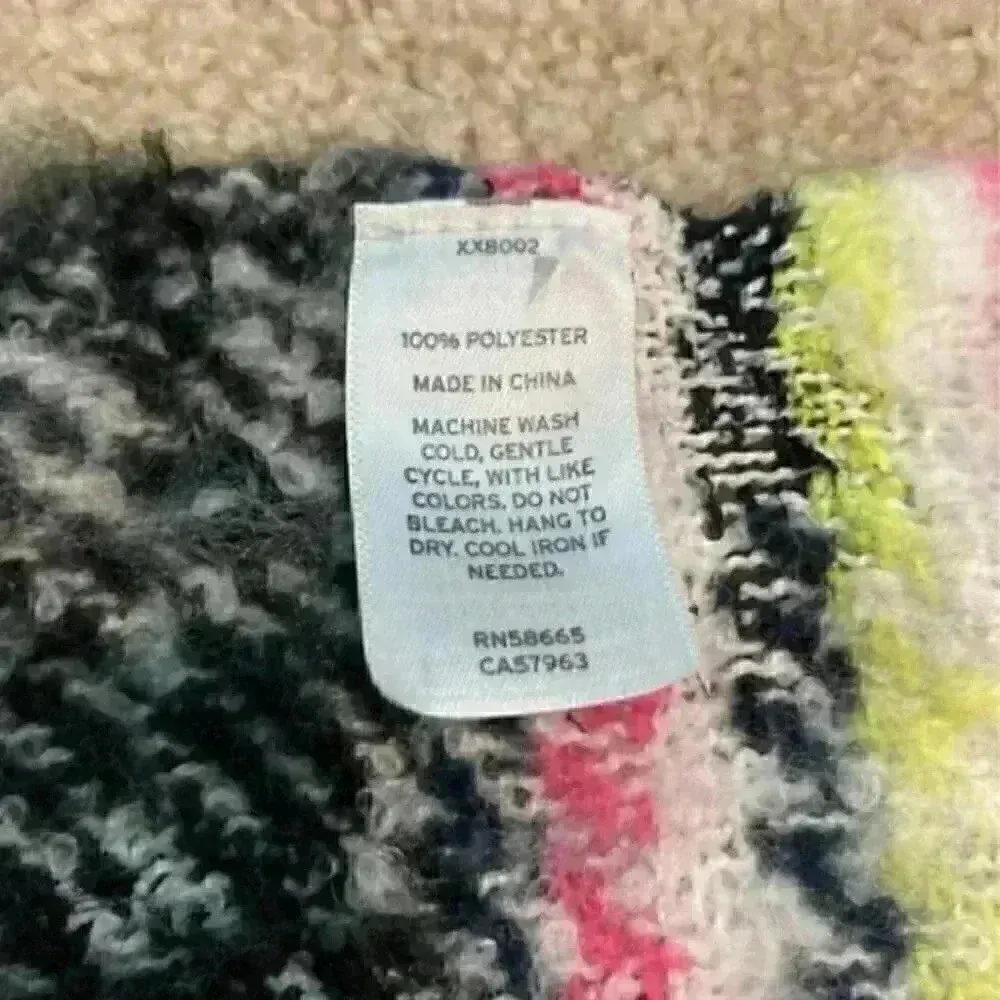 XX8002
100% POLYESTER
MADE IN CHINA
MACHINE WASH
COLD, GENTLE
CYCLE, WITH LIKE
COLORS. DO NOT
BLEACH. HANG TO
DRY. COOL IRON IF
NEEDED.
RN58665
CA57963